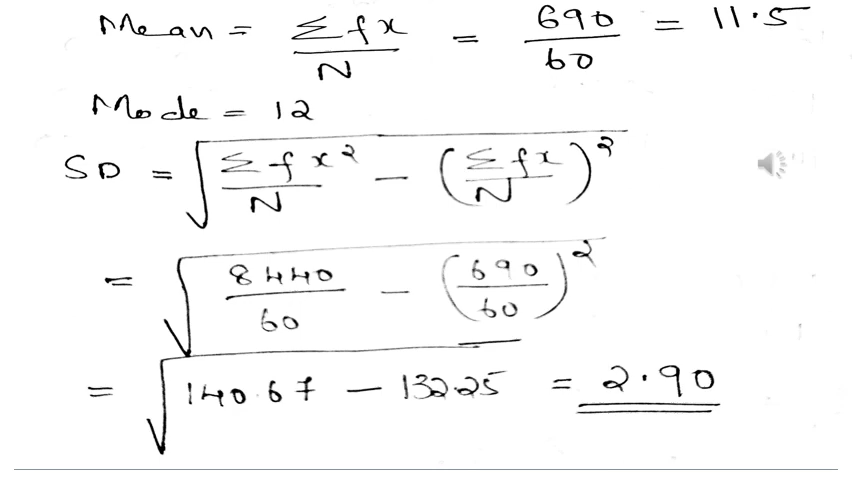 Mean = Σfx/N = 690/60 = 11.5
Mode = 12
SD = √(Σfx²/N - (Σfx/N)²)
= √(8440/60 - (690/60)²)
= √(140.67 - 132.25) = 2.90